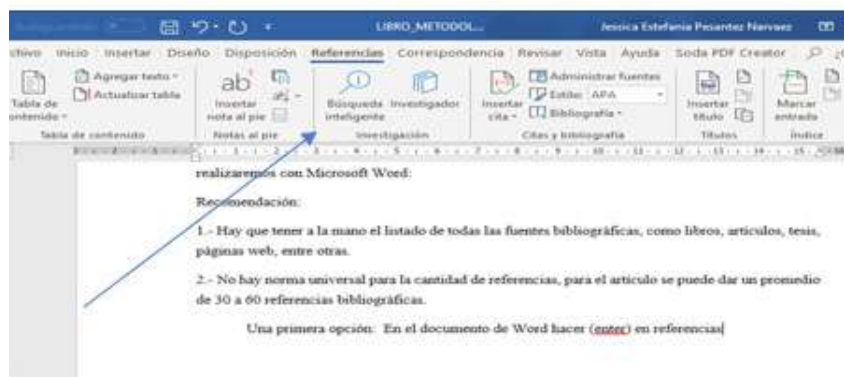 LIBRO_METODOL... Jessica Estefania Pesantez Narvaez
chivo Inicio Insertar Diseño Disposición Referencias Correspondencia Revisar Vista Ayuda Soda PDF Creator
Tabla de
Agregar texto
Actualizar tabla
Tabla de contenido
ab
Insertar
nota al pie
Notas al pie
Búsqueda
inteligente
Investigador
Investigación
Insertar
cita
Administrar fuentes
Estilo: APA
Bibliografía
Citas y bibliografía
Insertar
título
Títulos
Marcar
entrada
Índice
realizaremos con Microsoft Word:
Recomendación:
1.- Hay que tener a la mano el listado de todas las fuentes bibliográficas, como libros, artículos, tesis,
páginas web, entre otras.
2.- No hay norma universal para la cantidad de referencias, para el artículo se puede dar un promedio
de 30 a 60 referencias bibliográficas.
Una primera opción: En el documento de Word hacer (enter) en referencias